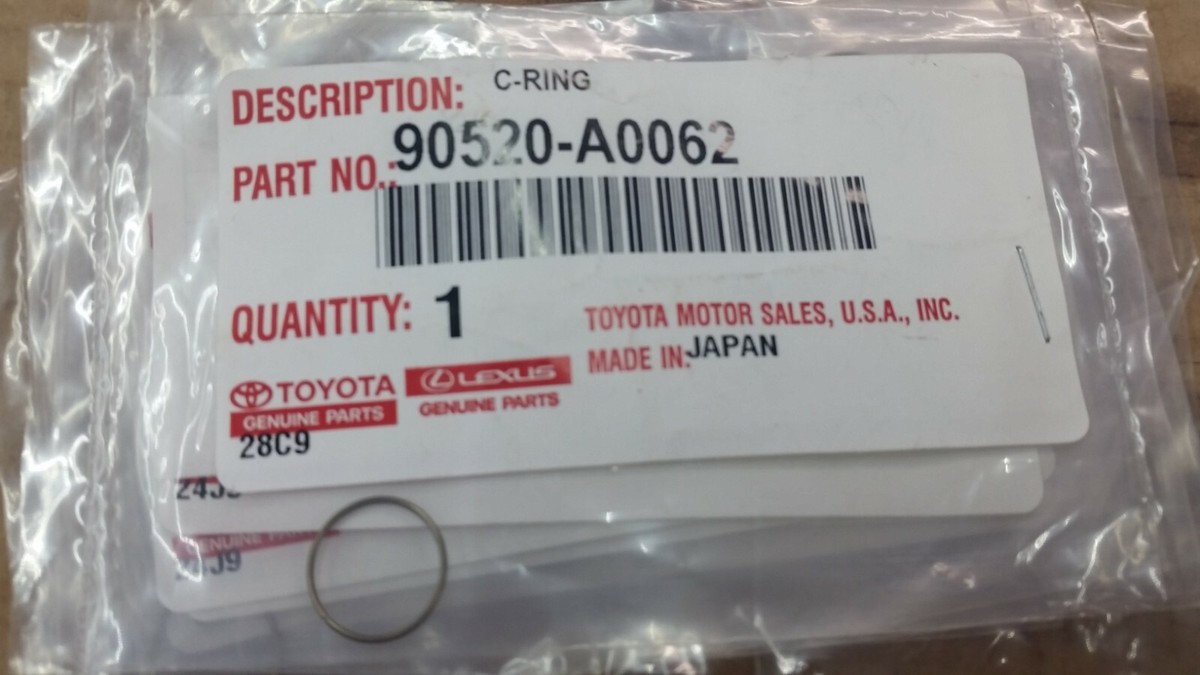 DESCRIPTION: C-RING
PART NO.: 90520-A0062
QUANTITY: 1
TOYOTA MOTOR SALES, U.S.A., INC.
MADE IN: JAPAN
TOYOTA
GENUINE PARTS
LEXUS
GENUINE PARTS
28C9
GENUINE